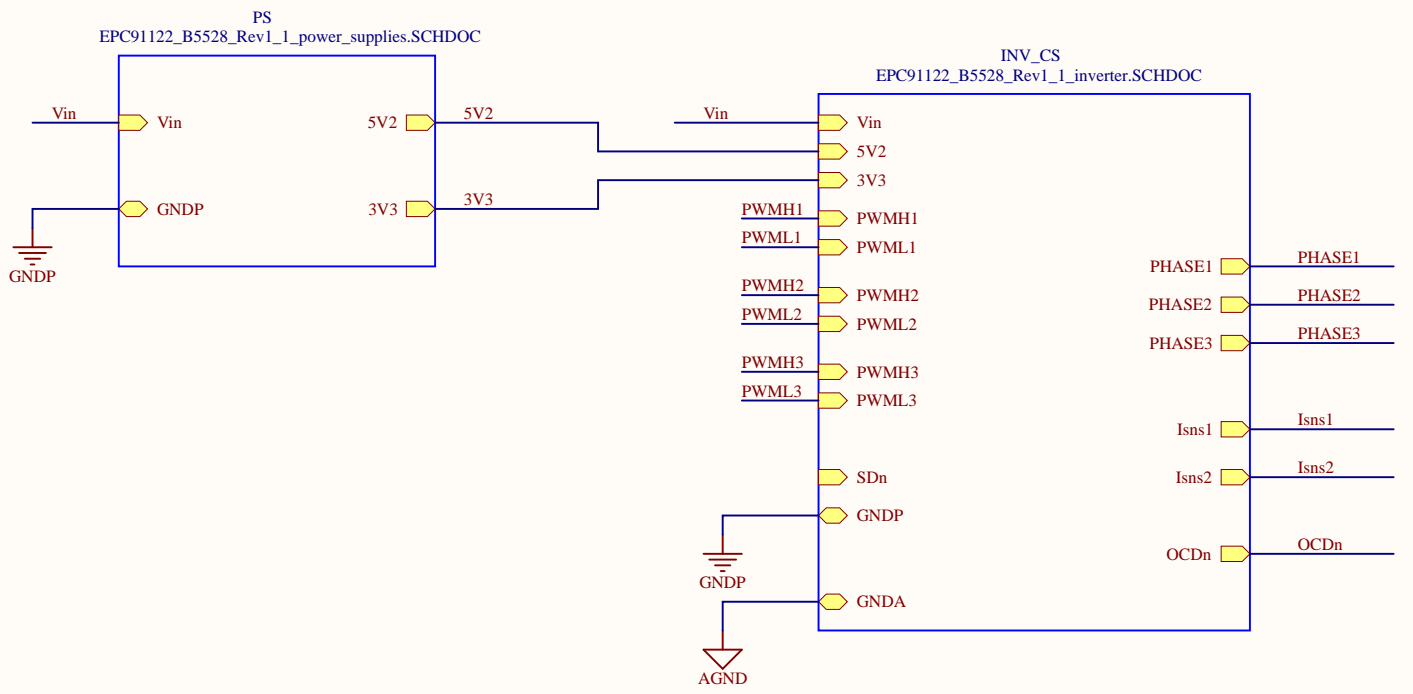 PS
EPC91122_B5528_Rev1_1_power_supplies.SCHDOC
Vin
Vin
5V2
5V2
GNDP
3V3
3V3
GNDP
INV_CS
EPC91122_B5528_Rev1_1_inverter.SCHDOC
Vin
Vin
5V2
3V3
PWMH1
PWMH1
PWML1
PWML1
PWMH2
PWMH2
PWML2
PWML2
PWMH3
PWMH3
PWML3
PWML3
SDn
GNDP
GNDP
GNDA
AGND
PHASE1
PHASE1
PHASE2
PHASE2
PHASE3
PHASE3
Isns1
Isns1
Isns2
Isns2
OCDn
OCDn